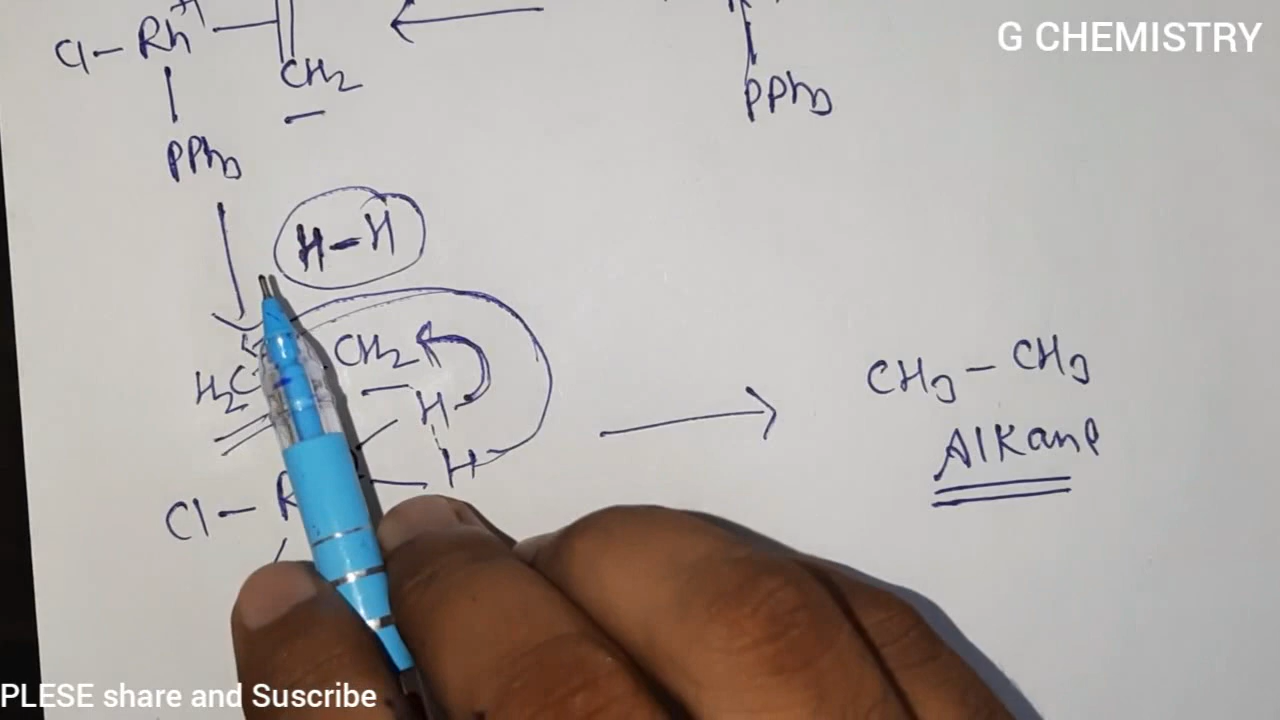 G CHEMISTRY
Cl-Rh+
CH2
PPh3
PPh3
H-H
H2C CH2
H
H
Cl-R
CH3-CH3
Alkane
PLESE share and Suscribe